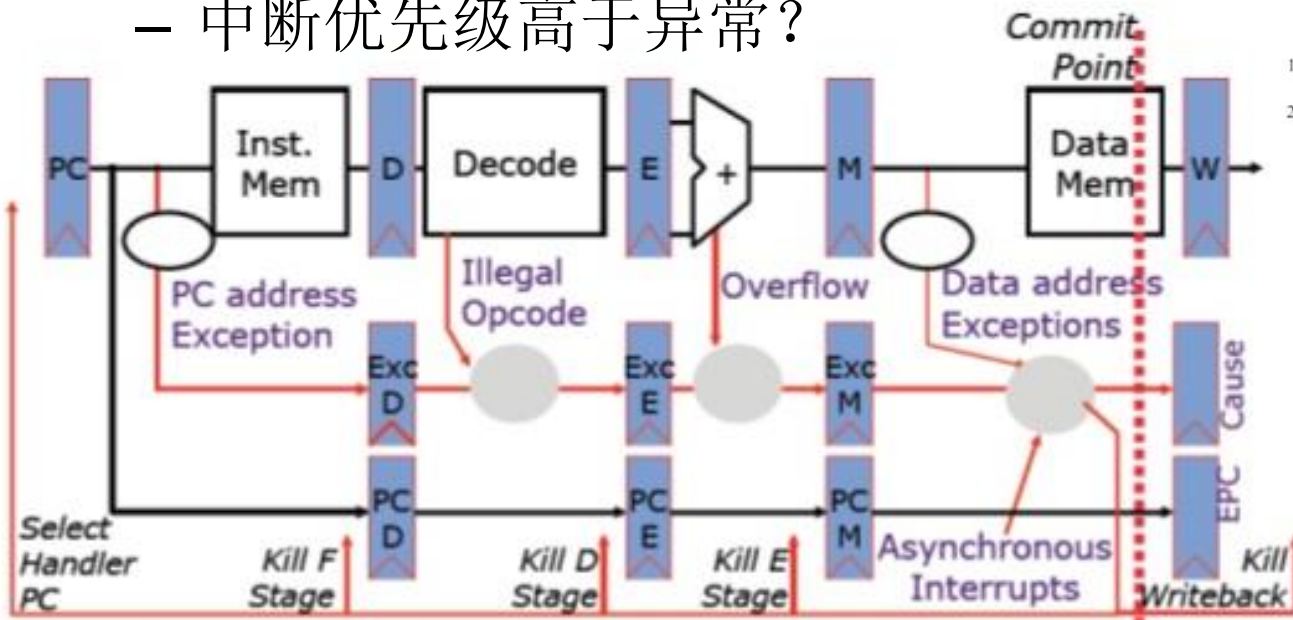 – 中断优先级高于异常？
Commit
Point
1
2
PC
Inst.
Mem
D
Decode
E
+
M
Data
Mem
W
PC address
Exception
Illegal
Opcode
Overflow
Data address
Exceptions
Exc
D
Exc
E
Exc
M
Cause
PC
D
PC
E
PC
M
EPC
Select
Handler
PC
Kill F
Stage
Kill D
Stage
Kill E
Stage
Asynchronous
Interrupts
Kill
Writeback